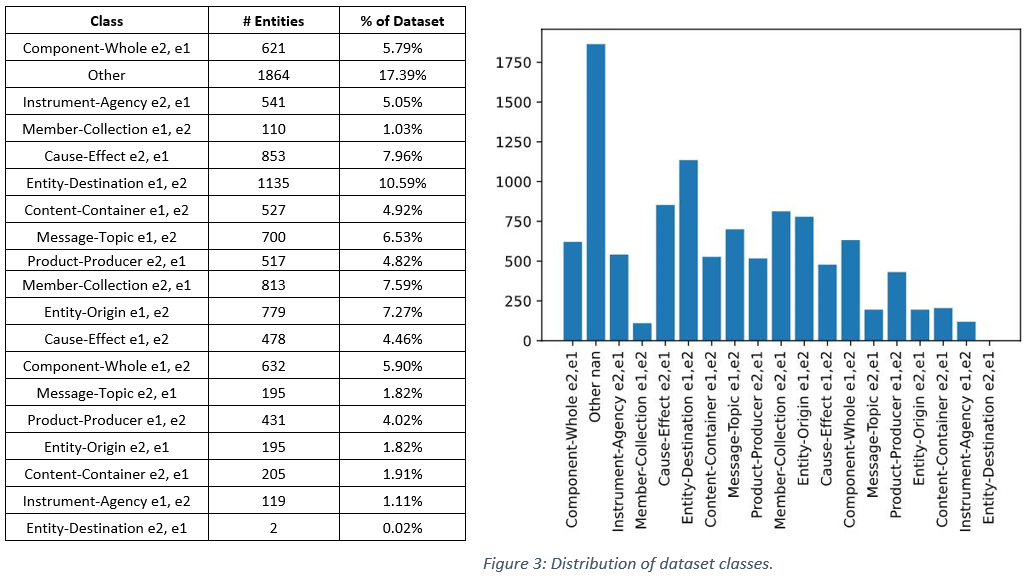 Class # Entities % of Dataset
Component-Whole e2, e1 621 5.79%
Other 1864 17.39%
Instrument-Agency e2, e1 541 5.05%
Member-Collection e1, e2 110 1.03%
Cause-Effect e2, e1 853 7.96%
Entity-Destination e1, e2 1135 10.59%
Content-Container e1, e2 527 4.92%
Message-Topic e1, e2 700 6.53%
Product-Producer e2, e1 517 4.82%
Member-Collection e2, e1 813 7.59%
Entity-Origin e1, e2 779 7.27%
Cause-Effect e1, e2 478 4.46%
Component-Whole e1, e2 632 5.90%
Message-Topic e2, e1 195 1.82%
Product-Producer e1, e2 431 4.02%
Entity-Origin e2, e1 195 1.82%
Content-Container e2, e1 205 1.91%
Instrument-Agency e1, e2 119 1.11%
Entity-Destination e2, e1 2 0.02%
1750
1500
1250
1000
750
500
250
0
Component-Whole e2,e1
Other nan
Instrument-Agency e2,e1
Member-Collection e1,e2
Cause-Effect e2,e1
Entity-Destination e1,e2
Content-Container e1,e2
Message-Topic e1,e2
Product-Producer e2,e1
Member-Collection e2,e1
Entity-Origin e1,e2
Cause-Effect e1,e2
Component-Whole e1,e2
Message-Topic e2,e1
Product-Producer e1,e2
Entity-Origin e2,e1
Content-Container e2,e1
Instrument-Agency e1,e2
Entity-Destination e2,e1
Figure 3: Distribution of dataset classes.